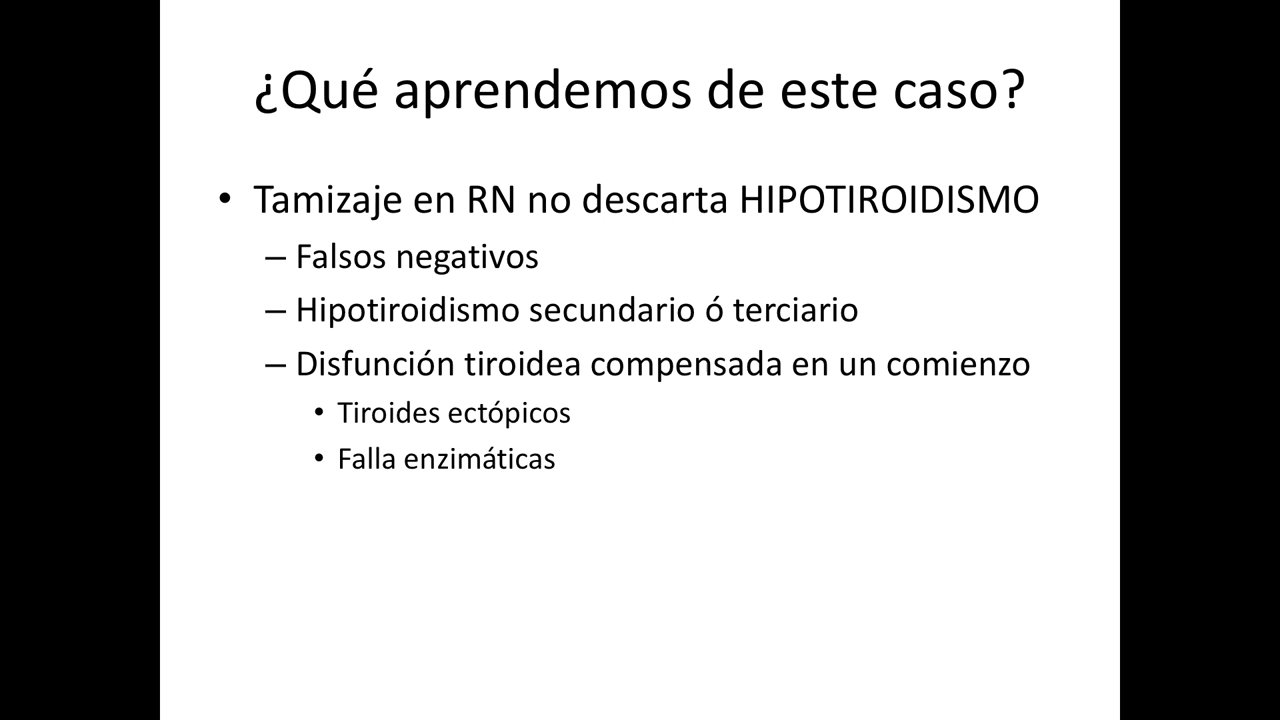 ¿Qué aprendemos de este caso?
• Tamizaje en RN no descarta HIPOTIROIDISMO
– Falsos negativos
– Hipotiroidismo secundario ó terciario
– Disfunción tiroidea compensada en un comienzo
• Tiroides ectópicos
• Falla enzimáticas